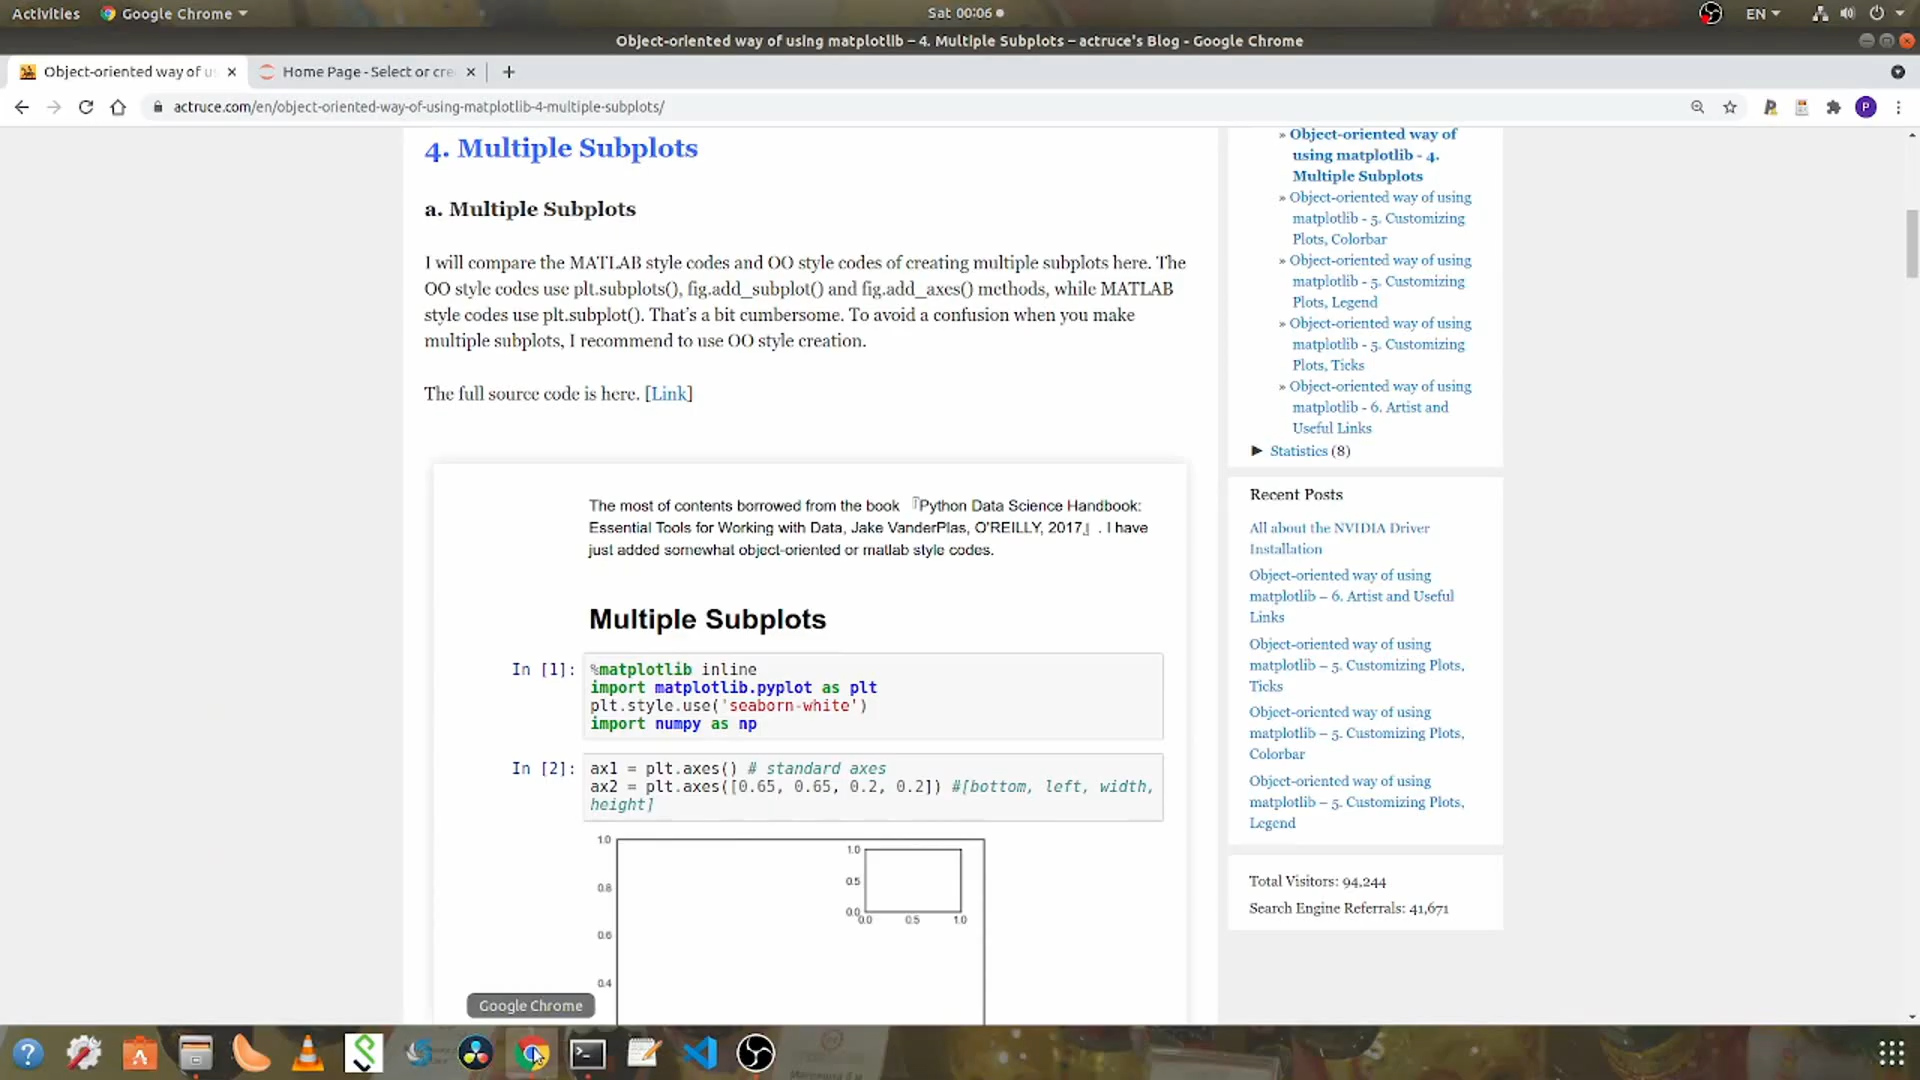 Activities
Google Chrome
Sat 00:06
EN
Object-oriented way of using matplotlib – 4. Multiple Subplots – actruce's Blog - Google Chrome
Object-oriented way of us
Home Page - Select or cre
actruce.com/en/object-oriented-way-of-using-matplotlib-4-multiple-subplots/
P
4. Multiple Subplots
a. Multiple Subplots
I will compare the MATLAB style codes and OO style codes of creating multiple subplots here. The
OO style codes use plt.subplots(), fig.add_subplot() and fig.add_axes() methods, while MATLAB
style codes use plt.subplot(). That's a bit cumbersome. To avoid a confusion when you make
multiple subplots, I recommend to use OO style creation.
The full source code is here. [Link]
The most of contents borrowed from the book 『Python Data Science Handbook:
Essential Tools for Working with Data, Jake VanderPlas, O'REILLY, 2017』 . I have
just added somewhat object-oriented or matlab style codes.
Multiple Subplots
In [1]:
%matplotlib inline
import matplotlib.pyplot as plt
plt.style.use('seaborn-white')
import numpy as np
In [2]:
ax1 = plt.axes() # standard axes
ax2 = plt.axes([0.65, 0.65, 0.2, 0.2]) #[bottom, left, width,
height]
1.0
0.8
0.6
0.4
1.0
0.5
0.0
0.0 0.5 1.0
» Object-oriented way of
using matplotlib - 4.
Multiple Subplots
» Object-oriented way of using
matplotlib - 5. Customizing
Plots, Colorbar
» Object-oriented way of using
matplotlib - 5. Customizing
Plots, Legend
» Object-oriented way of using
matplotlib - 5. Customizing
Plots, Ticks
» Object-oriented way of using
matplotlib - 6. Artist and
Useful Links
► Statistics (8)
Recent Posts
All about the NVIDIA Driver
Installation
Object-oriented way of using
matplotlib – 6. Artist and Useful
Links
Object-oriented way of using
matplotlib – 5. Customizing Plots,
Ticks
Object-oriented way of using
matplotlib – 5. Customizing Plots,
Colorbar
Object-oriented way of using
matplotlib – 5. Customizing Plots,
Legend
Total Visitors: 94,244
Search Engine Referrals: 41,671
Google Chrome